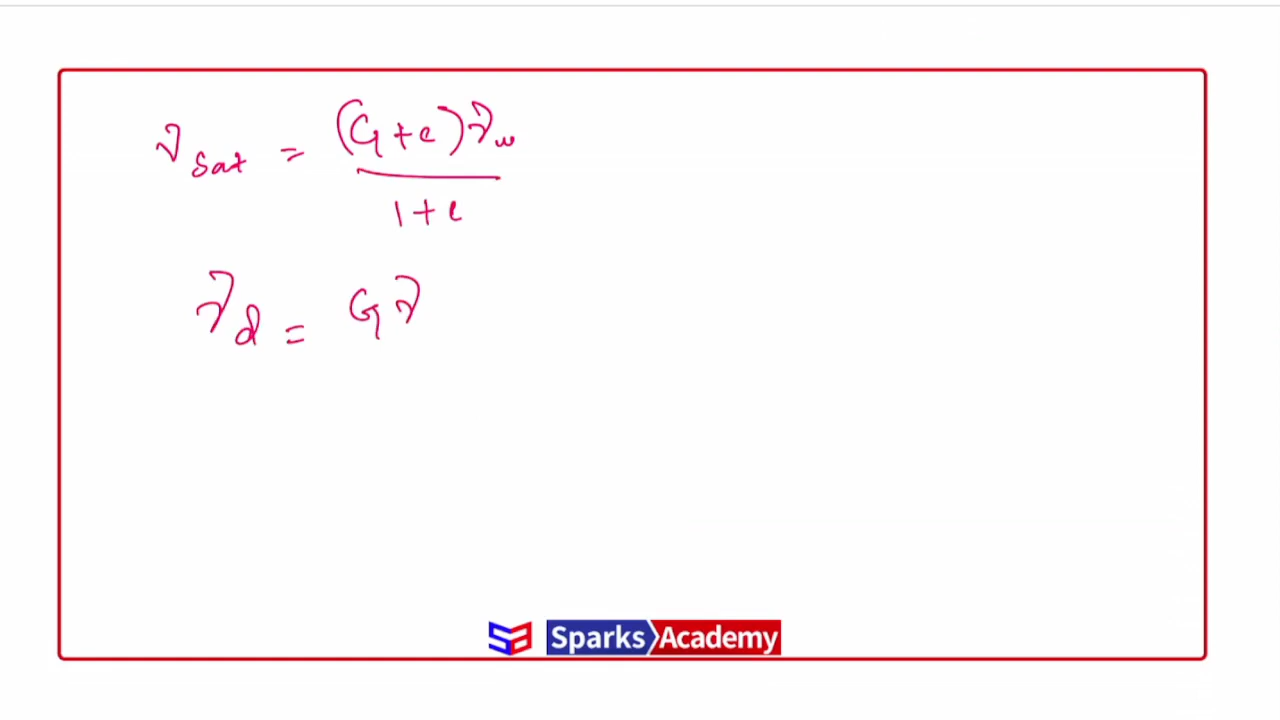 γsat = (G+e)γw
1+e
γd = Gγ
Sparks Academy